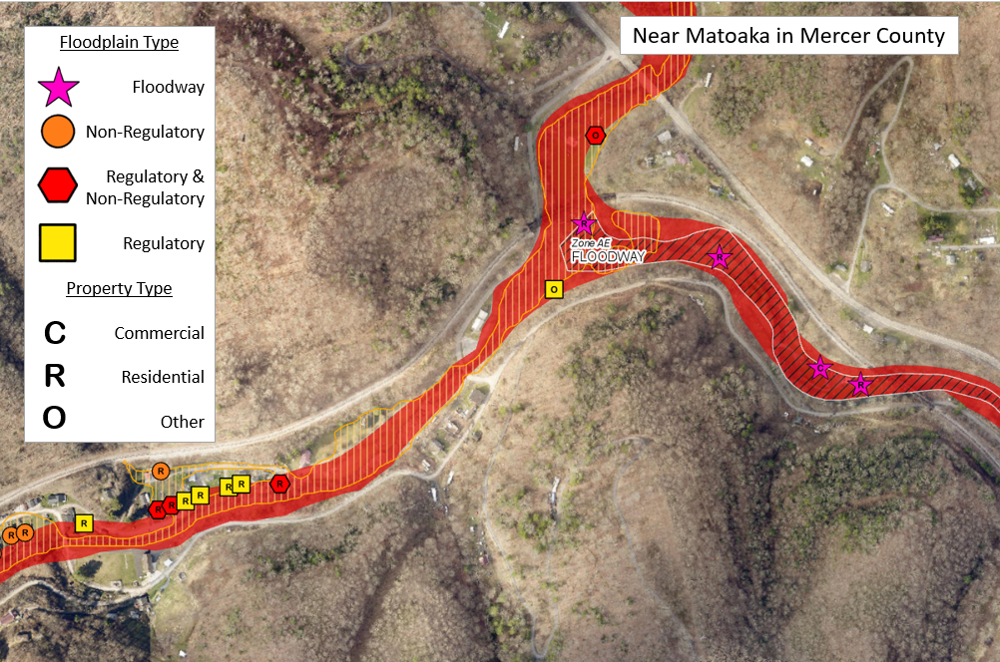 Near Matoaka in Mercer County
Floodplain Type
Floodway
Non-Regulatory
Regulatory &
Non-Regulatory
Regulatory
Property Type
C Commercial
R Residential
O Other
O
R
Zone AE
FLOODWAY
R
O
C
R
R
R
R
R
R
R
R
R
R
R
R